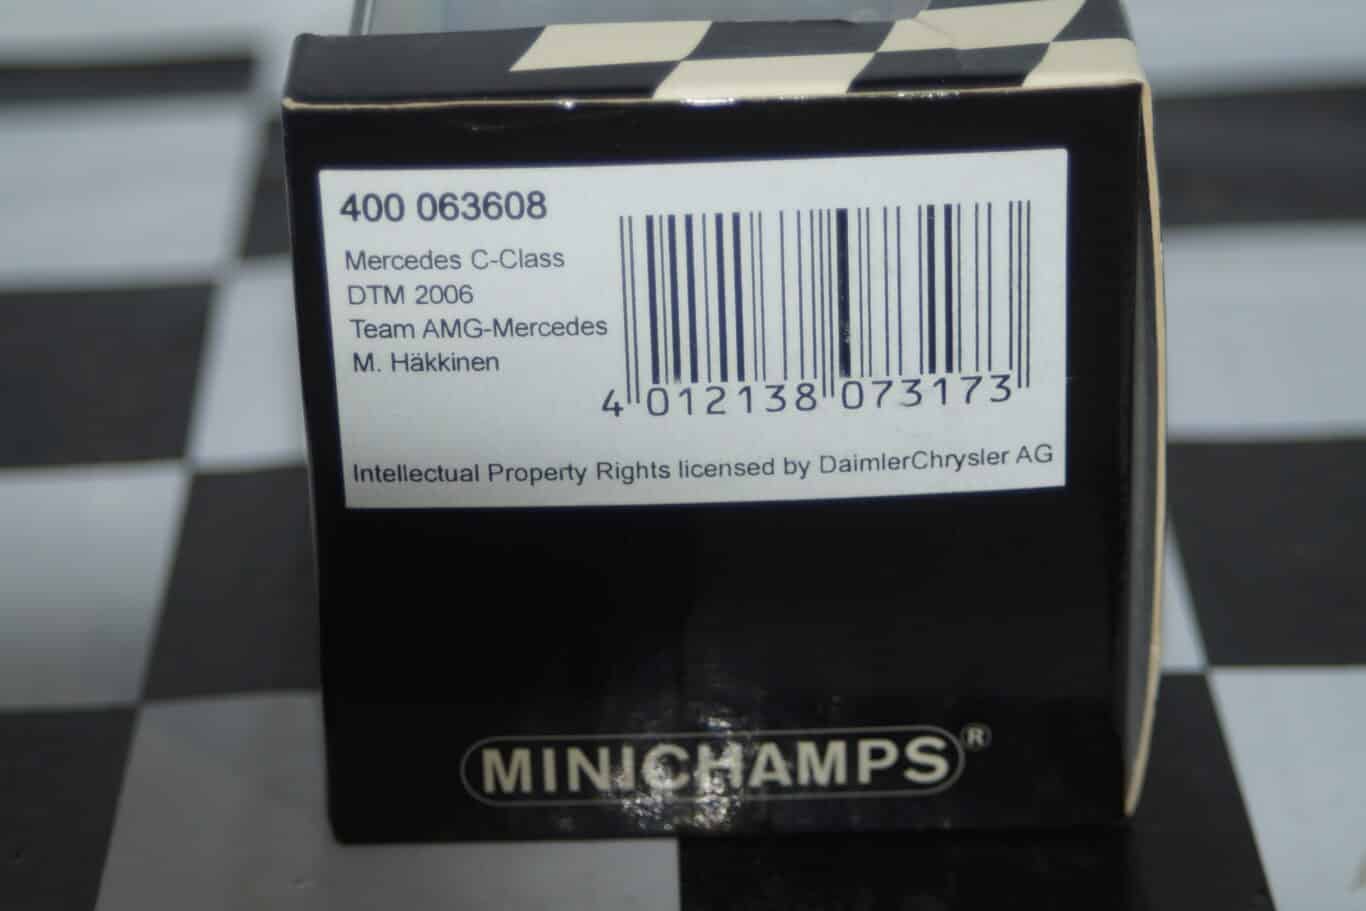 400 063608
Mercedes C-Class
DTM 2006
Team AMG-Mercedes
M. Häkkinen
4 012138 073173
Intellectual Property Rights licensed by DaimlerChrysler AG
MINICHAMPS®